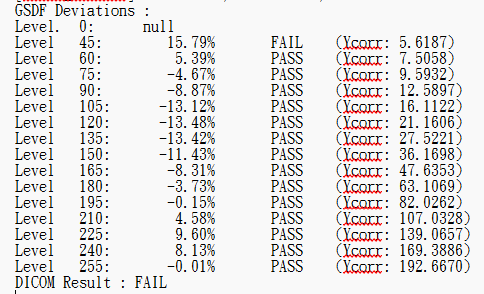 GSDF Deviations :
Level. 0: null
Level 45: 15.79% FAIL (Ycorr: 5.6187)
Level 60: 5.39% PASS (Ycorr: 7.5058)
Level 75: -4.67% PASS (Ycorr: 9.5932)
Level 90: -8.87% PASS (Ycorr: 12.5897)
Level 105: -13.12% PASS (Ycorr: 16.1122)
Level 120: -13.48% PASS (Ycorr: 21.1606)
Level 135: -13.42% PASS (Ycorr: 27.5221)
Level 150: -11.43% PASS (Ycorr: 36.1698)
Level 165: -8.31% PASS (Ycorr: 47.6353)
Level 180: -3.73% PASS (Ycorr: 63.1069)
Level 195: -0.15% PASS (Ycorr: 82.0262)
Level 210: 4.58% PASS (Ycorr: 107.0328)
Level 225: 9.60% PASS (Ycorr: 139.0657)
Level 240: 8.13% PASS (Ycorr: 169.3886)
Level 255: -0.01% PASS (Ycorr: 192.6670)
DICOM Result : FAIL